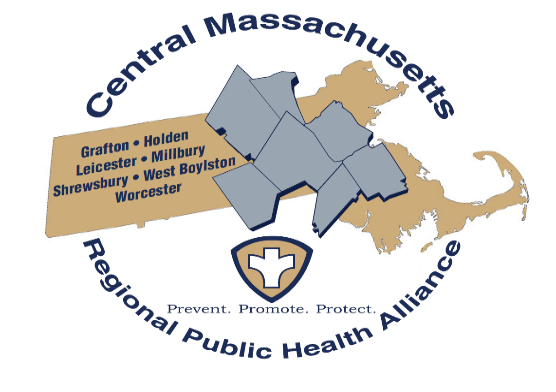 Central Massachusetts
Grafton • Holden
Leicester • Millbury
Shrewsbury • West Boylston
Worcester
Prevent. Promote. Protect.
Regional Public Health Alliance